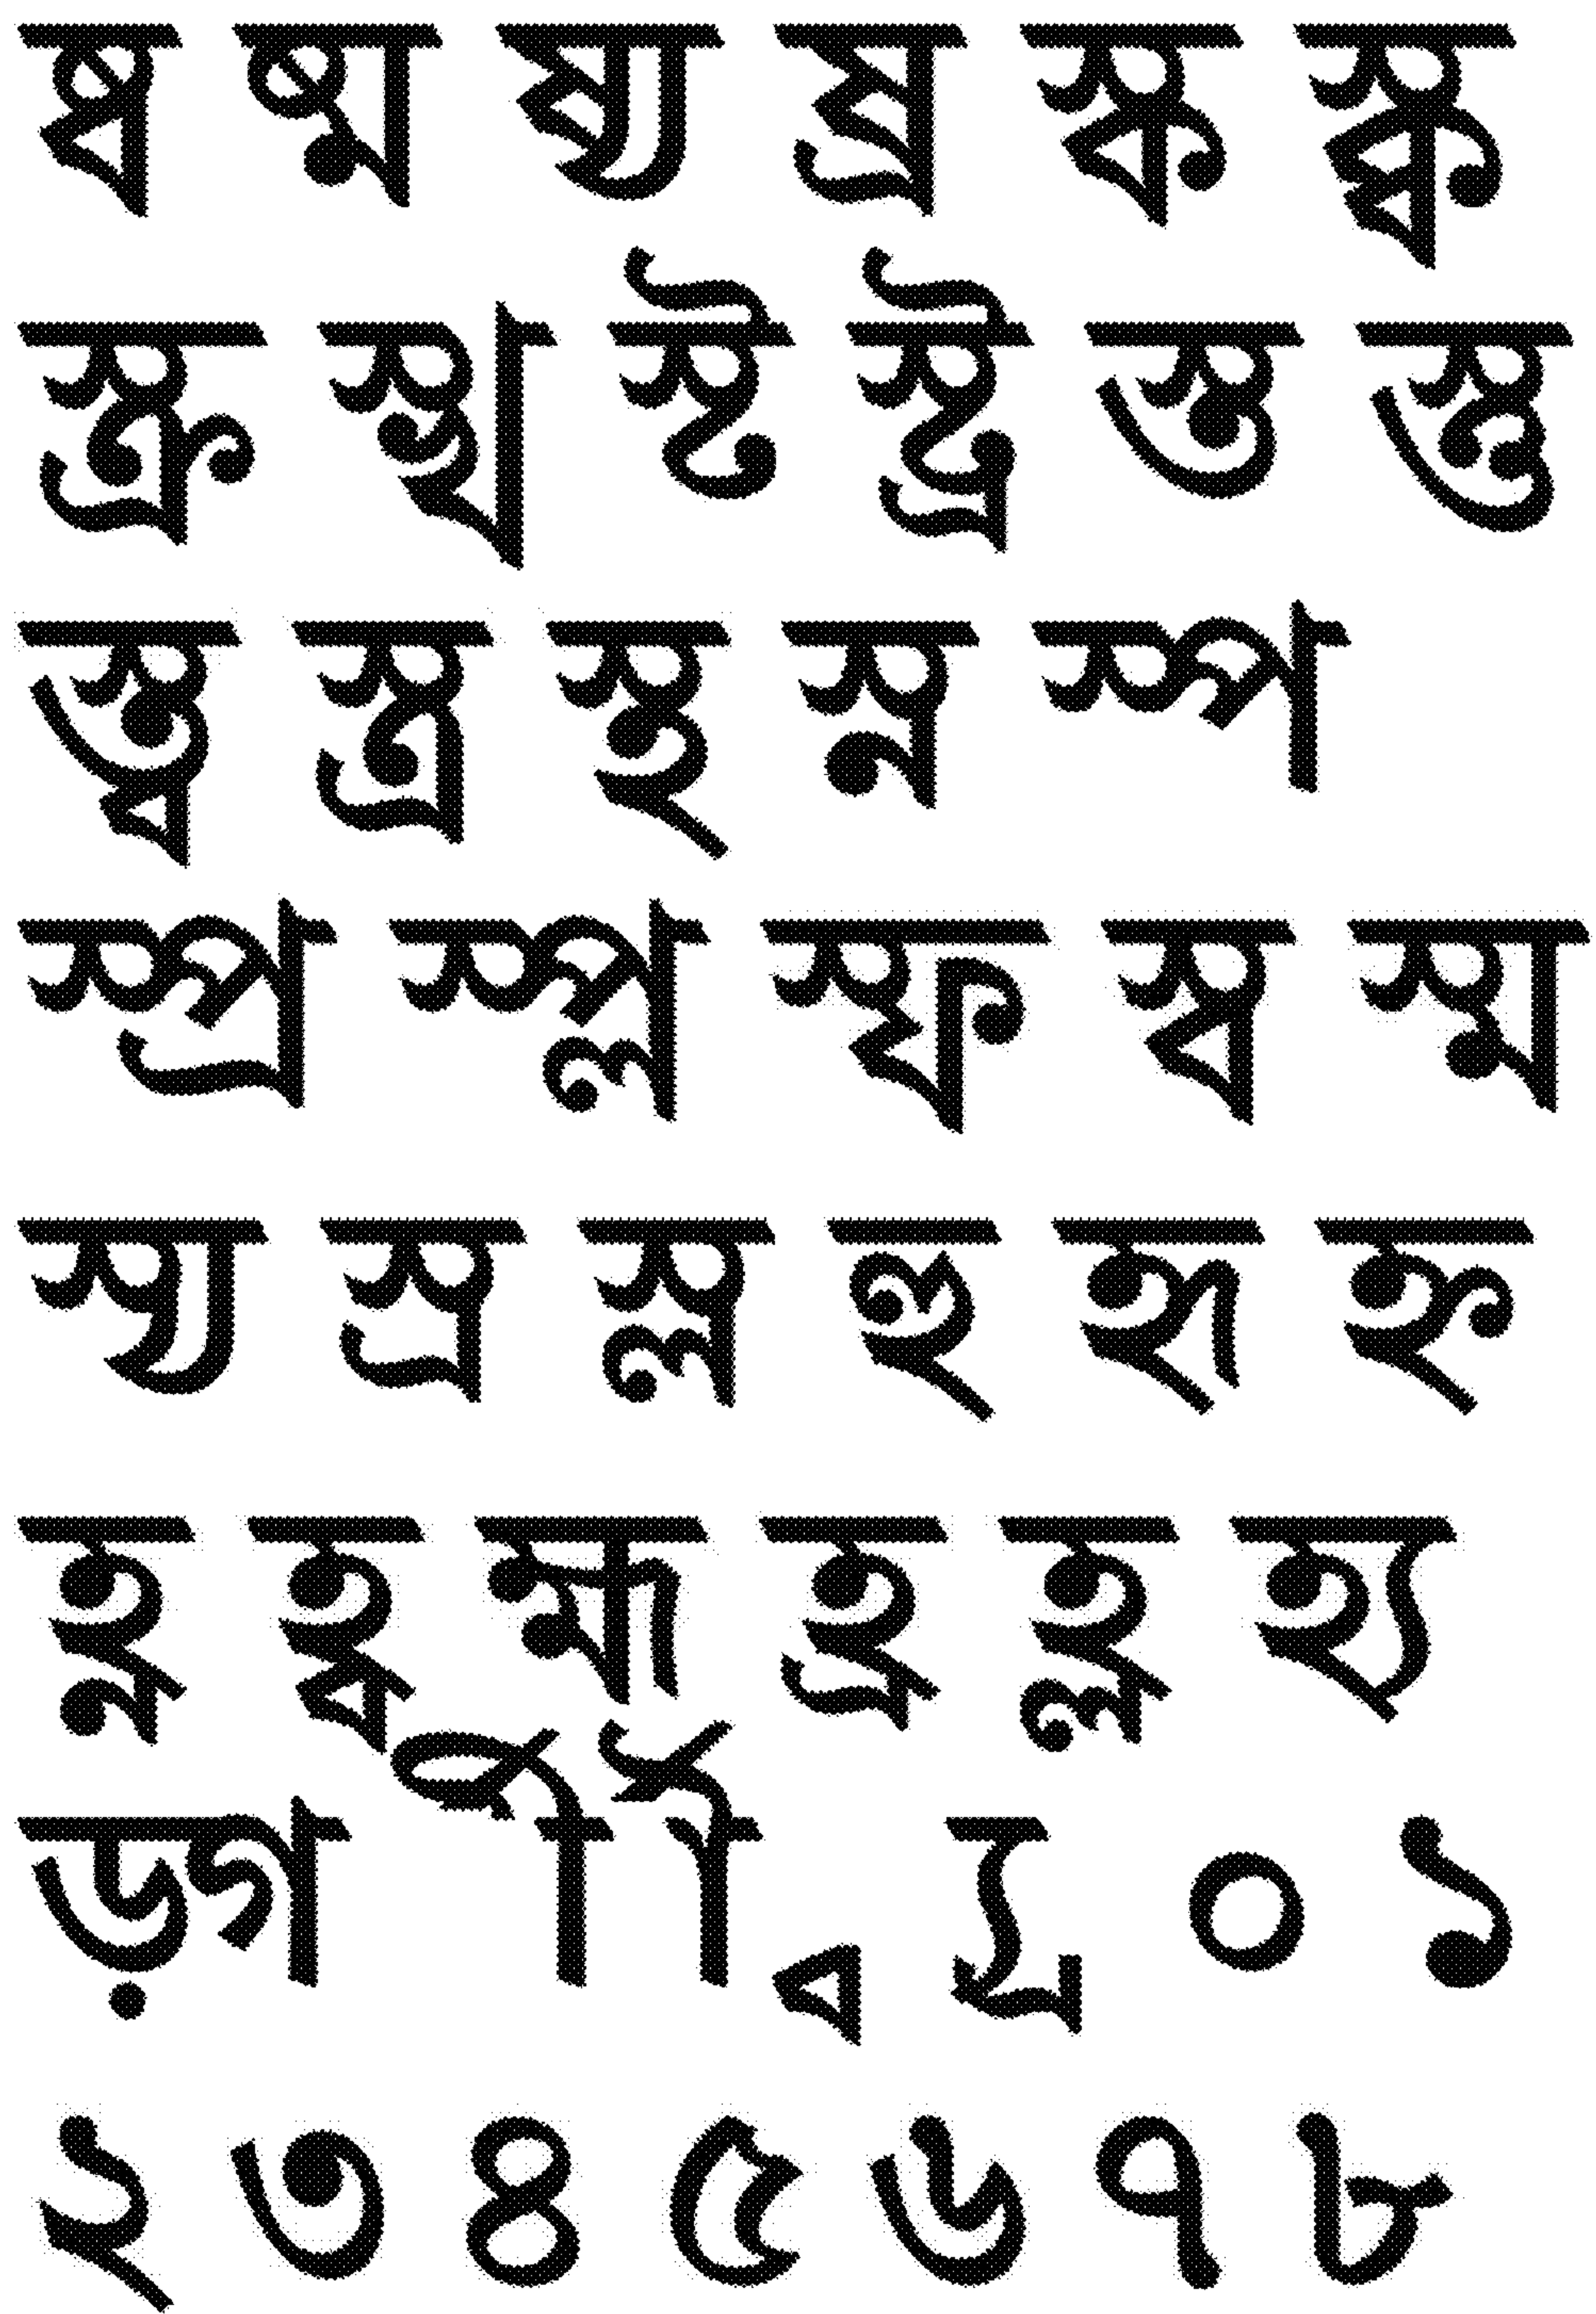 ষ্ব ষ্ম ষ্য ষ্র স্ক স্ক্ব
স্ক্র স্খ স্ট স্ট্র স্ত স্তু
স্ত্ব স্ত্র স্থ স্ন স্প
স্প্র স্প্ল স্ফ স্ব স্ম
স্য স্র স্ল হু হৃ হ্ণ
হ্ন হ্ব হ্ম হ্র হ্ল হ্য
ড়্গ ্ব ০ ১
২ ৩ ৪ ৫ ৬ ৭ ৮